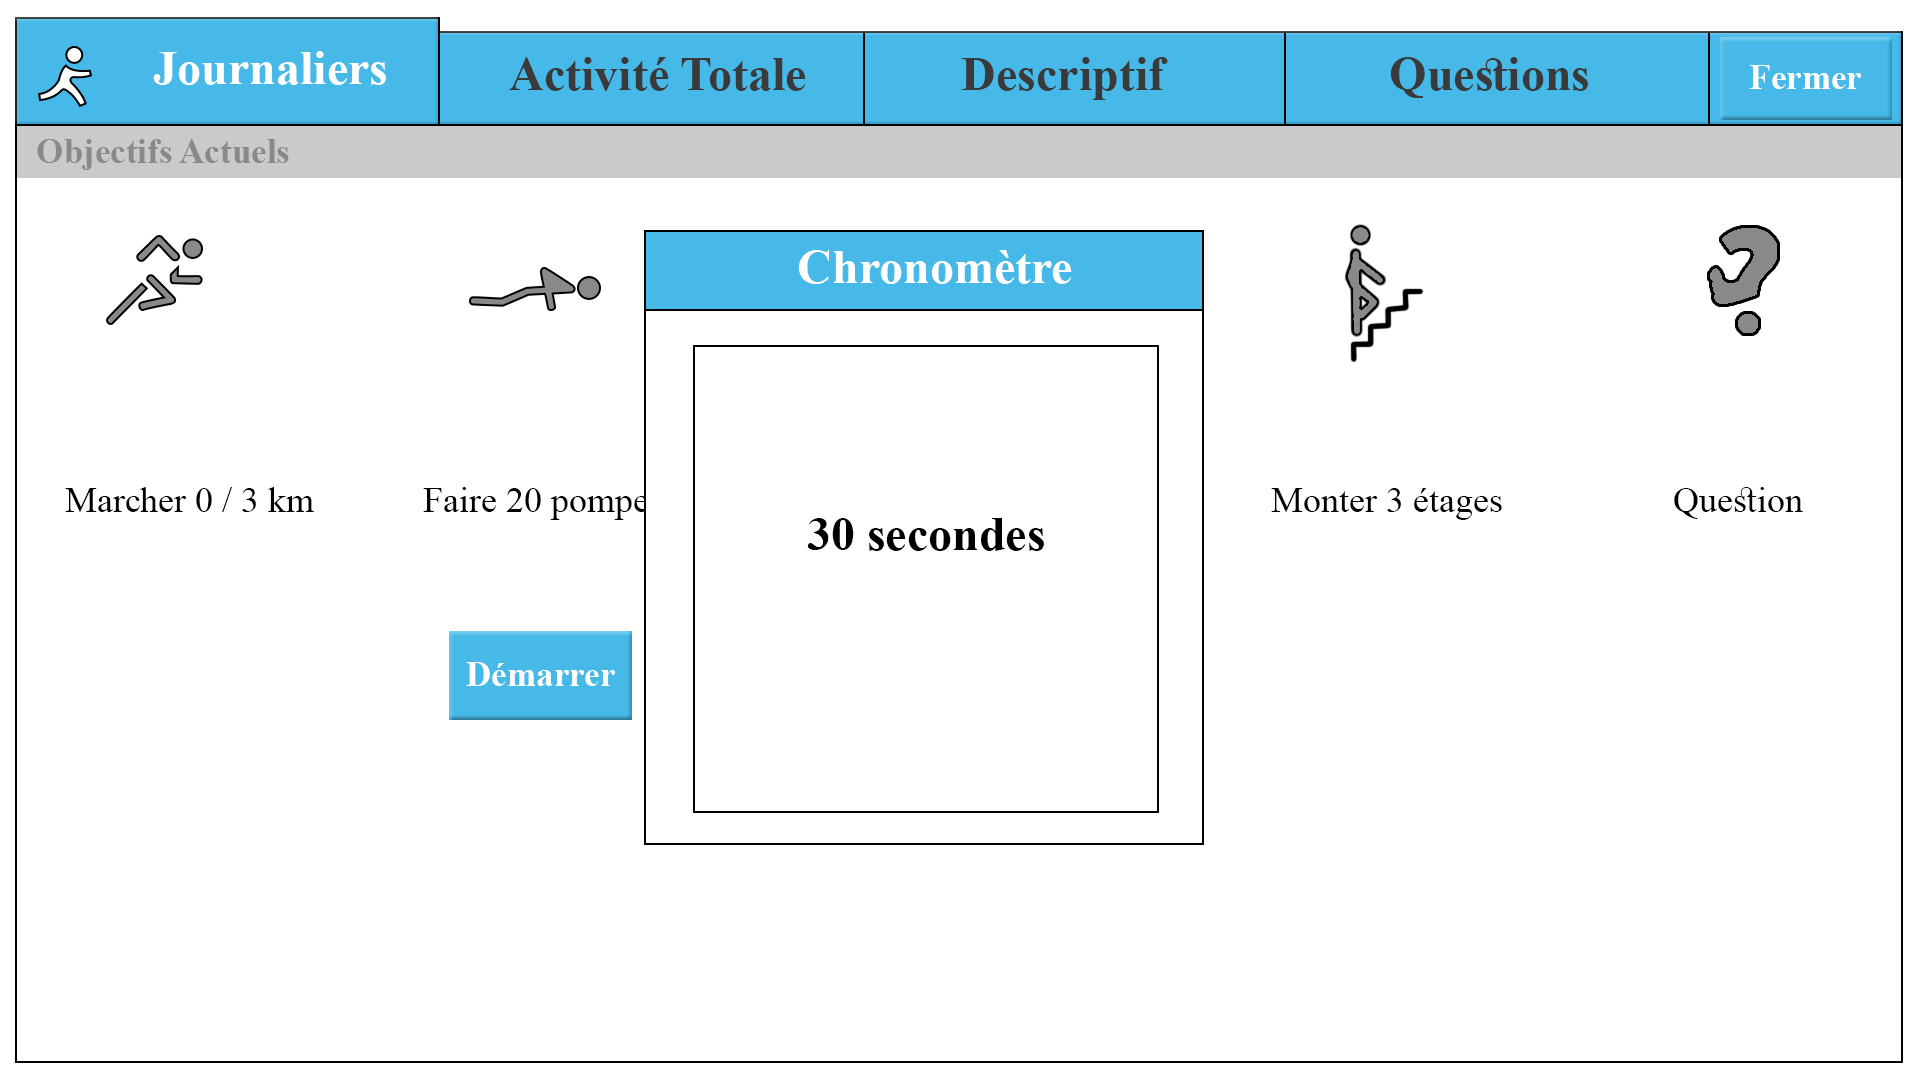 Journaliers
Activité Totale
Descriptif
Questions
Fermer
Objectifs Actuels
Chronomètre
Marcher 0 / 3 km
Faire 20 pompe
30 secondes
Monter 3 étages
Question
Démarrer